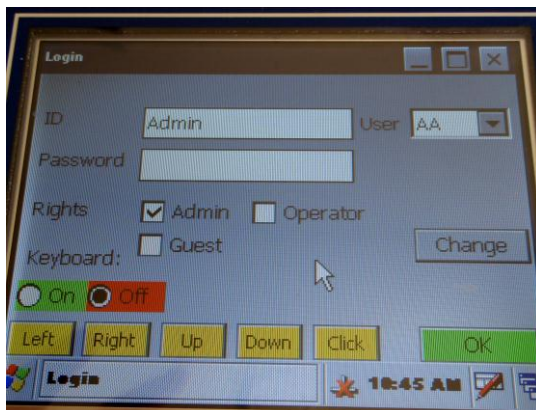 Login
ID Admin User AA
Password
Rights Admin Operator
Guest Change
Keyboard:
On Off
Left Right Up Down Click OK
Login 10:45 AM